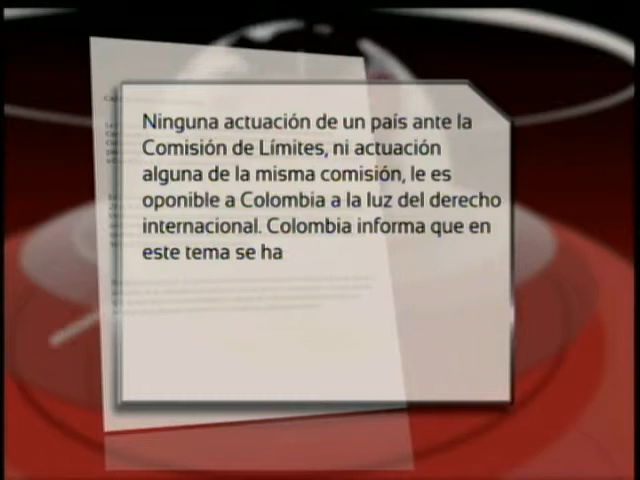 Ninguna actuación de un país ante la
Comisión de Límites, ni actuación
alguna de la misma comisión, le es
oponible a Colombia a la luz del derecho
internacional. Colombia informa que en
este tema se ha